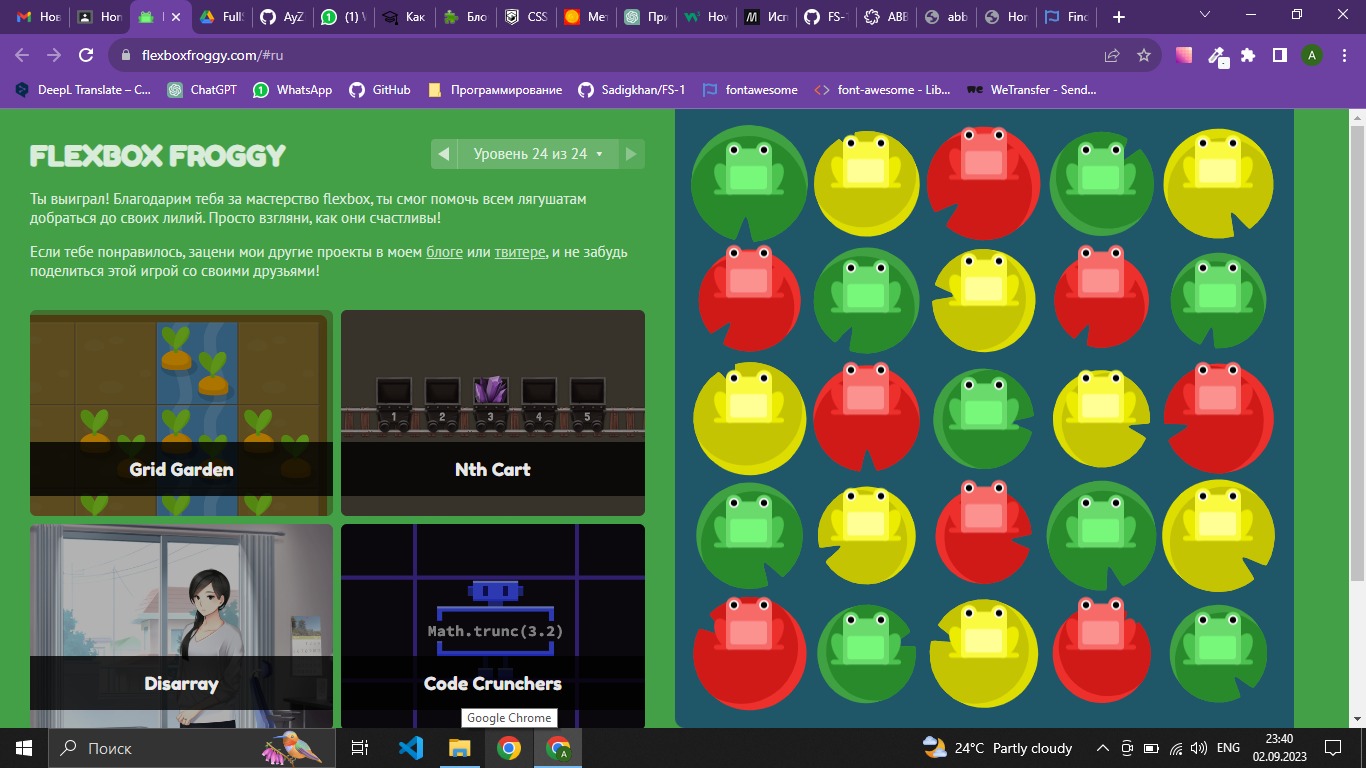 Нов
Hor
Full
AyZ
(1) W
Как
Бло
CSS
Мет
При
Hov
Исп
FS-1
ABB
abb
Hor
Find
flexboxfroggy.com/#ru
A
DeepL Translate – C...
ChatGPT
WhatsApp
GitHub
Программирование
Sadigkhan/FS-1
fontawesome
font-awesome - Lib...
WeTransfer - Send...
FLEXBOX FROGGY
Уровень 24 из 24
Ты выиграл! Благодарим тебя за мастерство flexbox, ты смог помочь всем лягушатам
добраться до своих лилий. Просто взгляни, как они счастливы!
Если тебе понравилось, зацени мои другие проекты в моем блоге или твитере, и не забудь
поделиться этой игрой со своими друзьями!
1 2 3 4 5
Grid Garden
Nth Cart
Math.trunc(3.2)
Disarray
Code Crunchers
Google Chrome
Поиск
24°C Partly cloudy
ENG
23:40
02.09.2023